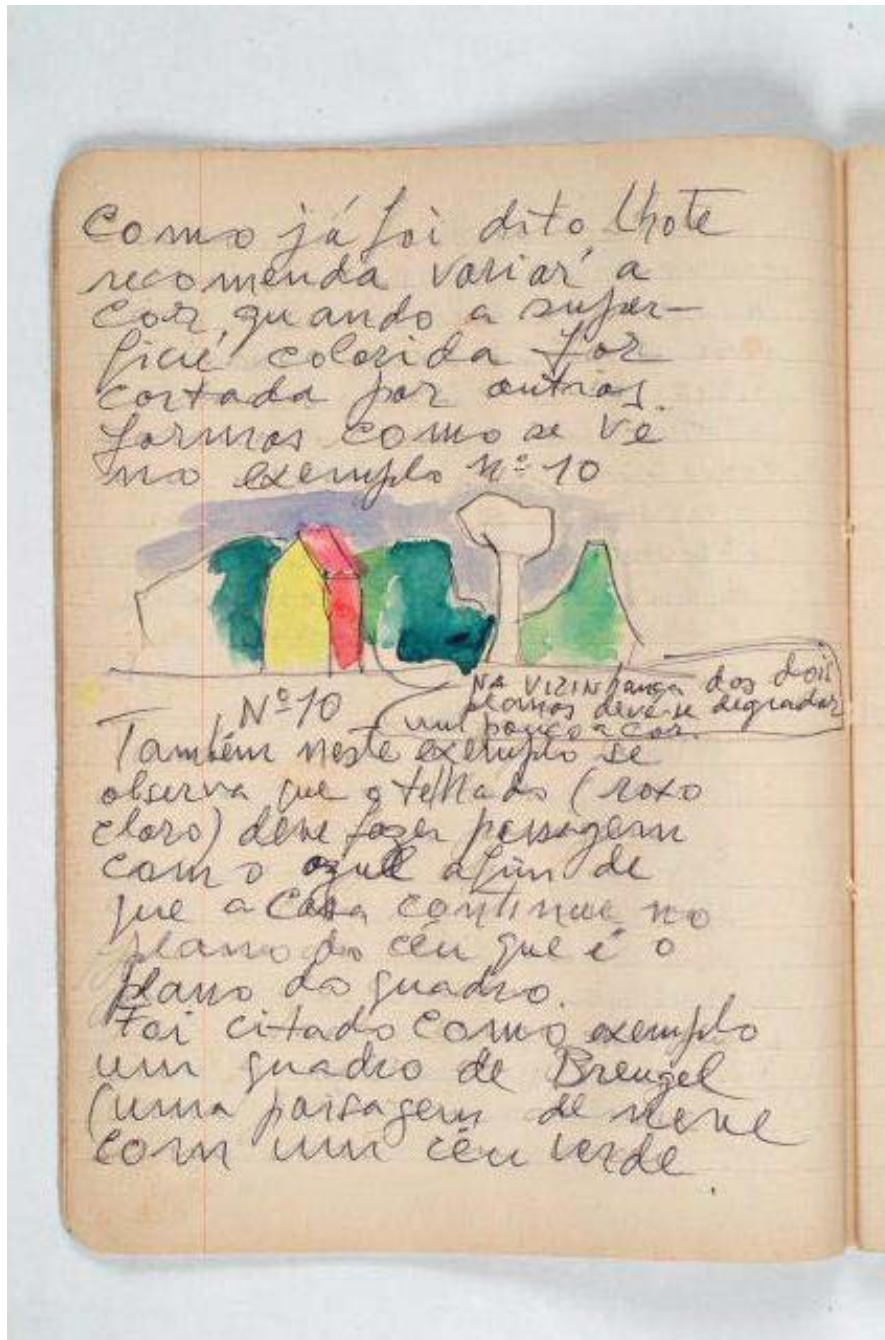 Como já foi dito Lhote
recomenda variar a
cor quando a super-
ficie colorida for
cortada por outras
formas como se vê
no exemplo Nº 10
NA VIZINhança dos dois
planos deve-se degradar
um pouco a cor.
Nº 10
Também neste exemplo se
observa que o telhado (roxo
claro) deve fazer passagem
com o azul afim de
que a casa continue no
plano do céu que é o
plano do quadro.
Foi citado como exemplo
um quadro de Breugel
(uma paisagem de neve
com um céu verde